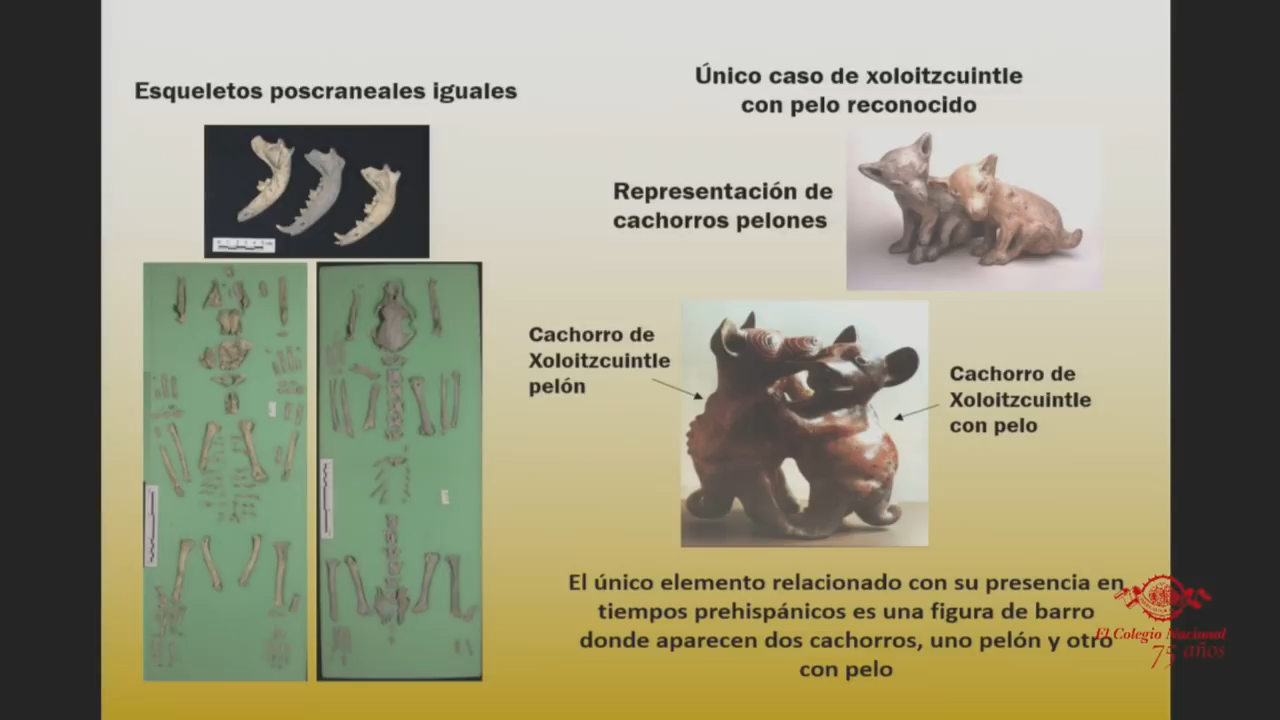 Esqueletos poscraneales iguales
Único caso de xoloitzcuintle
con pelo reconocido
Representación de
cachorros pelones
Cachorro de
Xoloitzcuintle
pelón
Cachorro de
Xoloitzcuintle
con pelo
El único elemento relacionado con su presencia en
tiempos prehispánicos es una figura de barro
donde aparecen dos cachorros, uno pelón y otro
con pelo
El Colegio Nacional
75 años